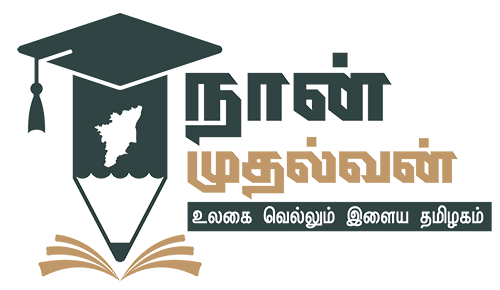 நான்
முதல்வன்
உலகை வெல்லும் இளைய தமிழகம்